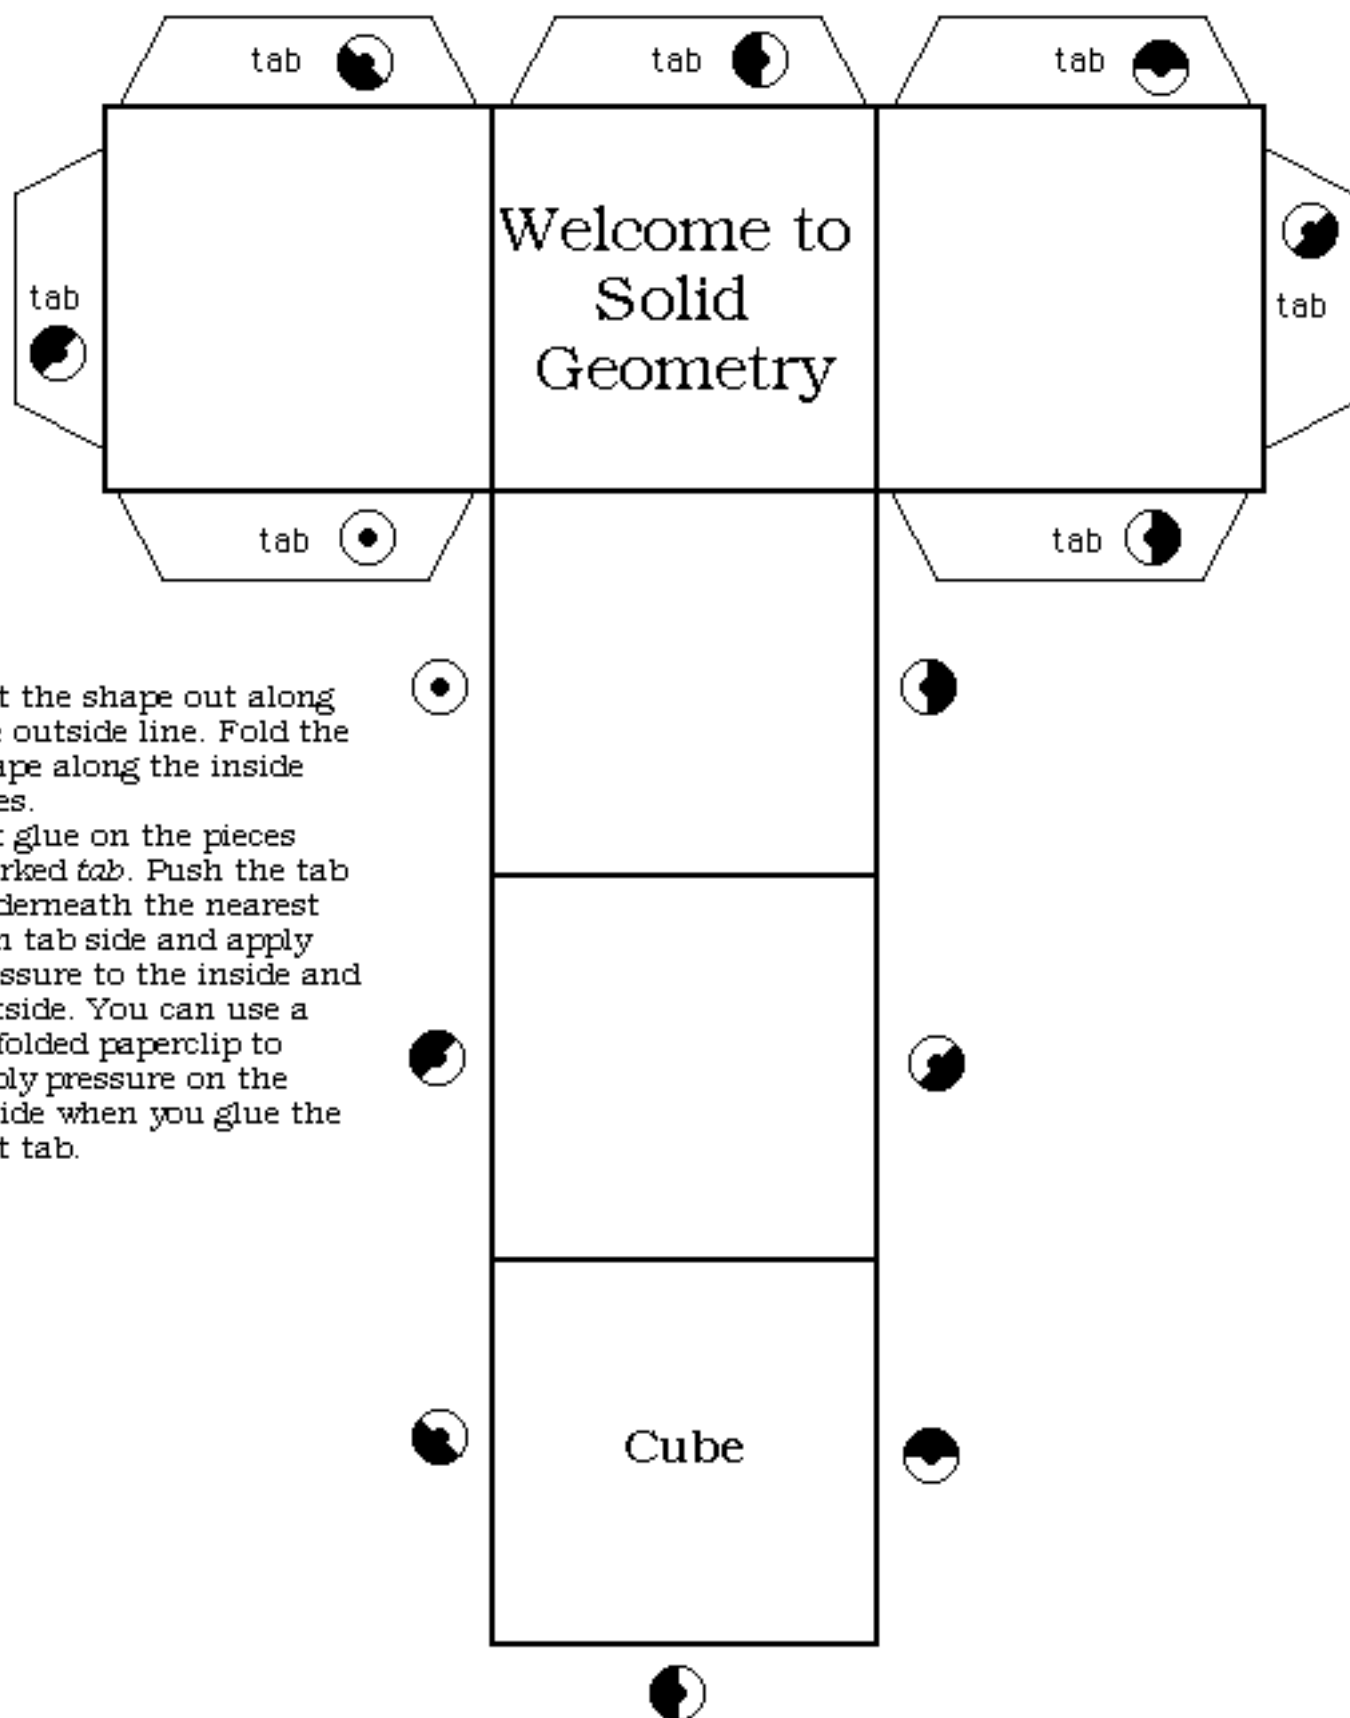 tab
tab
tab
Welcome to
Solid
Geometry
tab
tab
tab
tab
t the shape out along
e outside line. Fold the
ape along the inside
es.
t glue on the pieces
rked tab. Push the tab
derneath the nearest
n tab side and apply
ssure to the inside and
tside. You can use a
folded paperclip to
ply pressure on the
ide when you glue the
t tab.
Cube